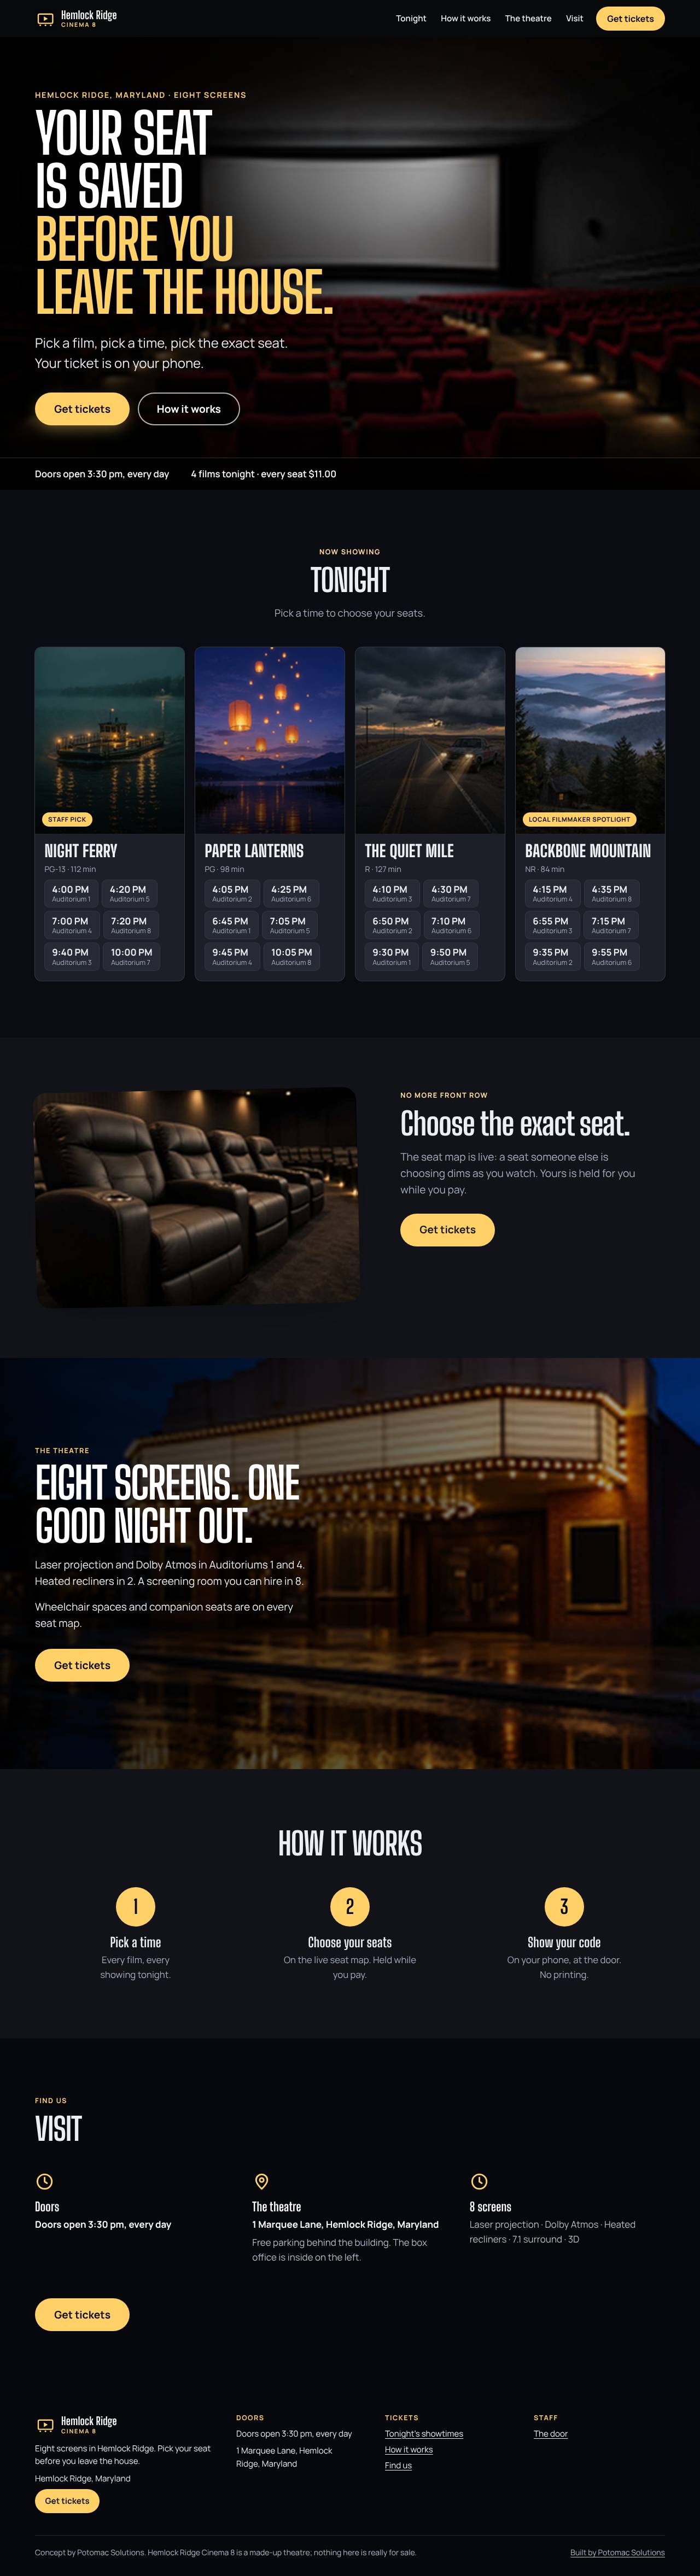 Hemlock Ridge
CINEMA 8
Tonight
How it works
The theatre
Visit
Get tickets
HEMLOCK RIDGE, MARYLAND · EIGHT SCREENS
YOUR SEAT
IS SAVED
BEFORE YOU
LEAVE THE HOUSE.
Pick a film, pick a time, pick the exact seat.
Your ticket is on your phone.
Get tickets
How it works
Doors open 3:30 pm, every day
4 films tonight · every seat $11.00
NOW SHOWING
TONIGHT
Pick a time to choose your seats.
STAFF PICK
NIGHT FERRY
PG-13 · 112 min
4:00 PM
Auditorium 1
4:20 PM
Auditorium 5
7:00 PM
Auditorium 4
7:20 PM
Auditorium 8
9:40 PM
Auditorium 3
10:00 PM
Auditorium 7
PAPER LANTERNS
PG · 98 min
4:05 PM
Auditorium 2
4:25 PM
Auditorium 6
6:45 PM
Auditorium 1
7:05 PM
Auditorium 5
9:45 PM
Auditorium 4
10:05 PM
Auditorium 8
THE QUIET MILE
R · 127 min
4:10 PM
Auditorium 3
4:30 PM
Auditorium 7
6:50 PM
Auditorium 2
7:10 PM
Auditorium 6
9:30 PM
Auditorium 1
9:50 PM
Auditorium 5
LOCAL FILMMAKER SPOTLIGHT
BACKBONE MOUNTAIN
NR · 84 min
4:15 PM
Auditorium 4
4:35 PM
Auditorium 8
6:55 PM
Auditorium 3
7:15 PM
Auditorium 7
9:35 PM
Auditorium 2
9:55 PM
Auditorium 6
NO MORE FRONT ROW
Choose the exact seat.
The seat map is live: a seat someone else is
choosing dims as you watch. Yours is held for you
while you pay.
Get tickets
THE THEATRE
EIGHT SCREENS. ONE
GOOD NIGHT OUT.
Laser projection and Dolby Atmos in Auditoriums 1 and 4.
Heated recliners in 2. A screening room you can hire in 8.
Wheelchair spaces and companion seats are on every
seat map.
Get tickets
HOW IT WORKS
1
Pick a time
Every film, every
showing tonight.
2
Choose your seats
On the live seat map. Held while
you pay.
3
Show your code
On your phone, at the door.
No printing.
FIND US
VISIT
Doors
Doors open 3:30 pm, every day
The theatre
1 Marquee Lane, Hemlock Ridge, Maryland
Free parking behind the building. The box
office is inside on the left.
8 screens
Laser projection · Dolby Atmos · Heated
recliners · 7.1 surround · 3D
Get tickets
Hemlock Ridge
CINEMA 8
Eight screens in Hemlock Ridge. Pick your seat
before you leave the house.
Hemlock Ridge, Maryland
Get tickets
DOORS
Doors open 3:30 pm, every day
1 Marquee Lane, Hemlock
Ridge, Maryland
TICKETS
Tonight's showtimes
How it works
Find us
STAFF
The door
Concept by Potomac Solutions. Hemlock Ridge Cinema 8 is a made-up theatre; nothing here is really for sale.
Built by Potomac Solutions